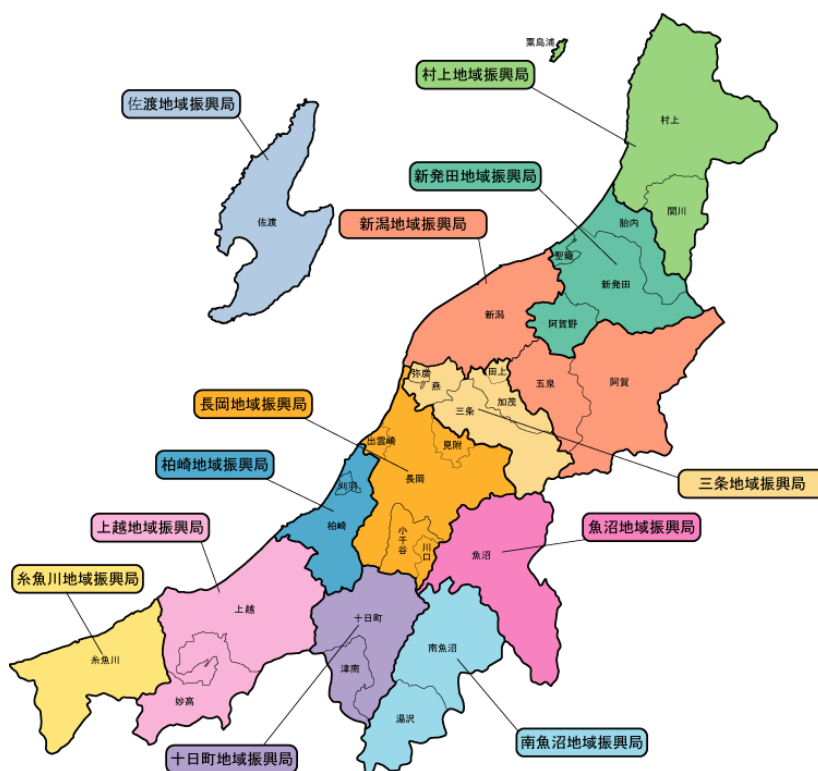 粟島浦
村上地域振興局
佐渡地域振興局
村上
新発田地域振興局
関川
佐渡
新潟地域振興局
胎内
聖籠
新発田
新潟
阿賀野
弥彦
田上
燕
玉泉
阿賀
長岡地域振興局
加茂
三条
出雲崎
見附
柏崎地域振興局
長岡
三条地域振興局
刈羽
上越地域振興局
柏崎
小千谷
川口
魚沼地域振興局
魚沼
糸魚川地域振興局
上越
十日町
南魚沼
糸魚川
津南
妙高
湯沢
十日町地域振興局
南魚沼地域振興局